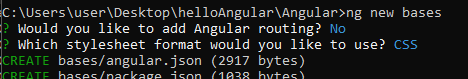 C:\Users\user\Desktop\helloAngular\Angular>ng new bases
? Would you like to add Angular routing? No
? Which stylesheet format would you like to use? CSS
CREATE bases/angular.json (2917 bytes)
CREATE bases/package.json (1038 bytes)